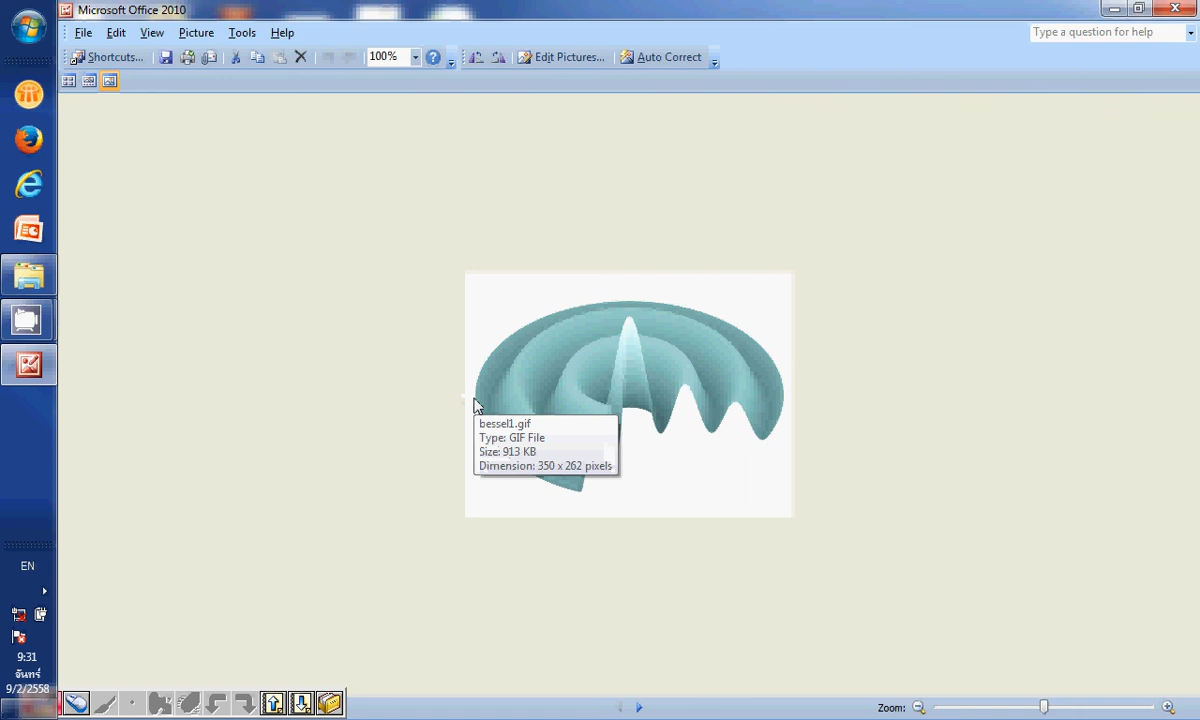 Microsoft Office 2010
File Edit View Picture Tools Help
Type a question for help
Shortcuts... 100% Edit Pictures... Auto Correct
bessel1.gif
Type: GIF File
Size: 913 KB
Dimension: 350 x 262 pixels
EN
9:31
จันทร์
9/2/2558
Zoom: